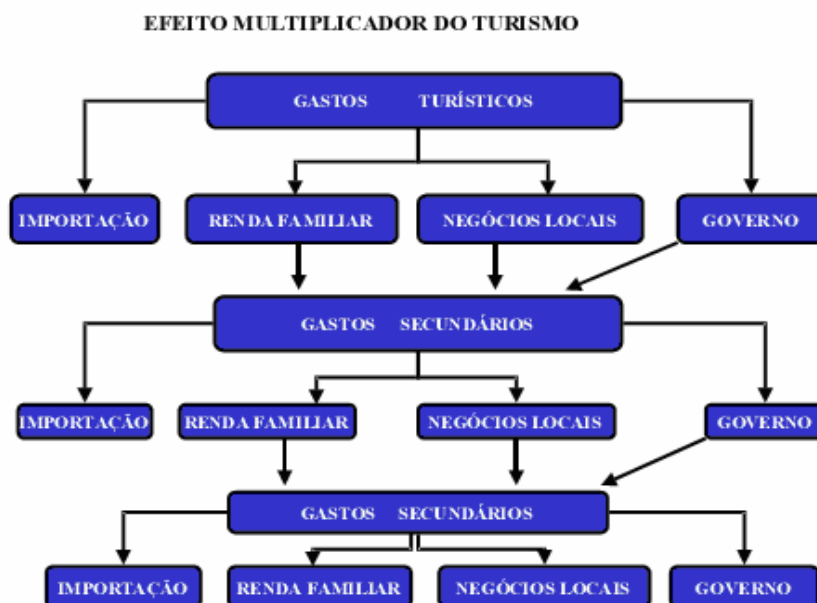 EFEITO MULTIPLICADOR DO TURISMO
GASTOS TURÍSTICOS
IMPORTAÇÃO RENDA FAMILIAR NEGÓCIOS LOCAIS GOVERNO
GASTOS SECUNDÁRIOS
IMPORTAÇÃO RENDA FAMILIAR NEGÓCIOS LOCAIS GOVERNO
GASTOS SECUNDÁRIOS
IMPORTAÇÃO RENDA FAMILIAR NEGÓCIOS LOCAIS GOVERNO